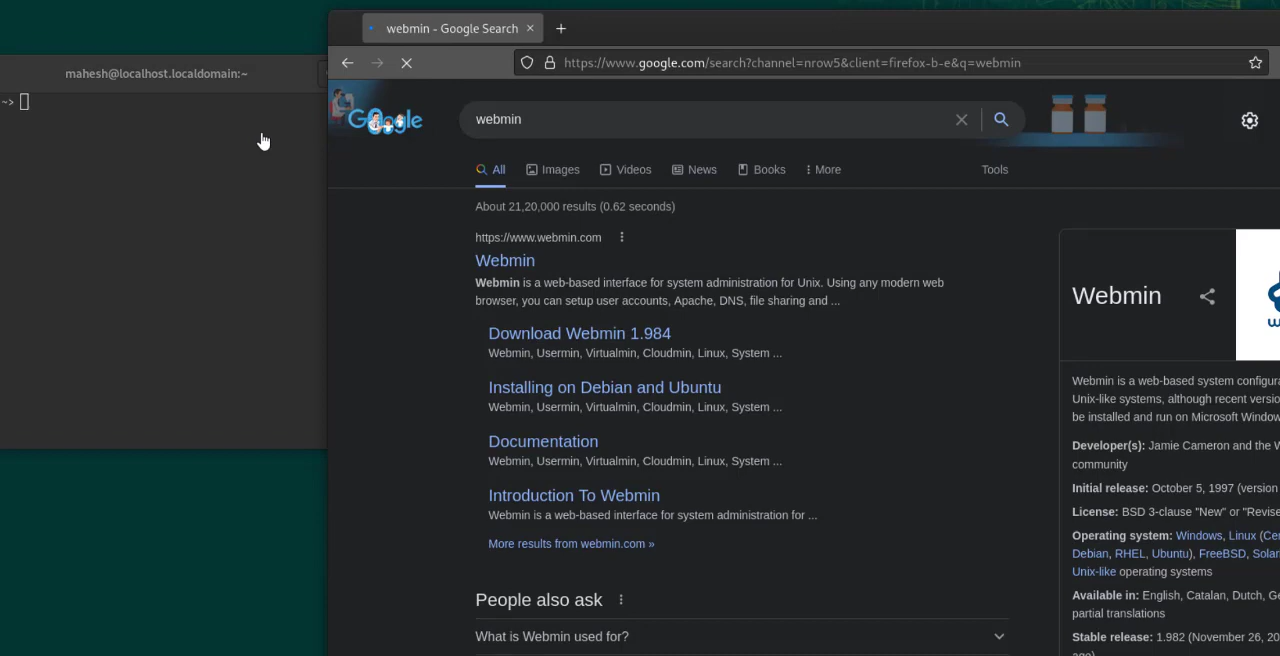 webmin - Google Search
mahesh@localhost.localdomain:~
https://www.google.com/search?channel=nrow5&client=firefox-b-e&q=webmin
~>
Google
webmin
All Images Videos News Books More Tools
About 21,20,000 results (0.62 seconds)
https://www.webmin.com
Webmin
Webmin is a web-based interface for system administration for Unix. Using any modern web
browser, you can setup user accounts, Apache, DNS, file sharing and ...
Download Webmin 1.984
Webmin, Usermin, Virtualmin, Cloudmin, Linux, System ...
Installing on Debian and Ubuntu
Webmin, Usermin, Virtualmin, Cloudmin, Linux, System ...
Documentation
Webmin, Usermin, Virtualmin, Cloudmin, Linux, System ...
Introduction To Webmin
Webmin is a web-based interface for system administration for ...
More results from webmin.com »
People also ask
What is Webmin used for?
Webmin
Webmin is a web-based system configura
Unix-like systems, although recent versio
be installed and run on Microsoft Window
Developer(s): Jamie Cameron and the W
community
Initial release: October 5, 1997 (version
License: BSD 3-clause "New" or "Revise
Operating system: Windows, Linux (Ce
Debian, RHEL, Ubuntu), FreeBSD, Solar
Unix-like operating systems
Available in: English, Catalan, Dutch, Ge
partial translations
Stable release: 1.982 (November 26, 20